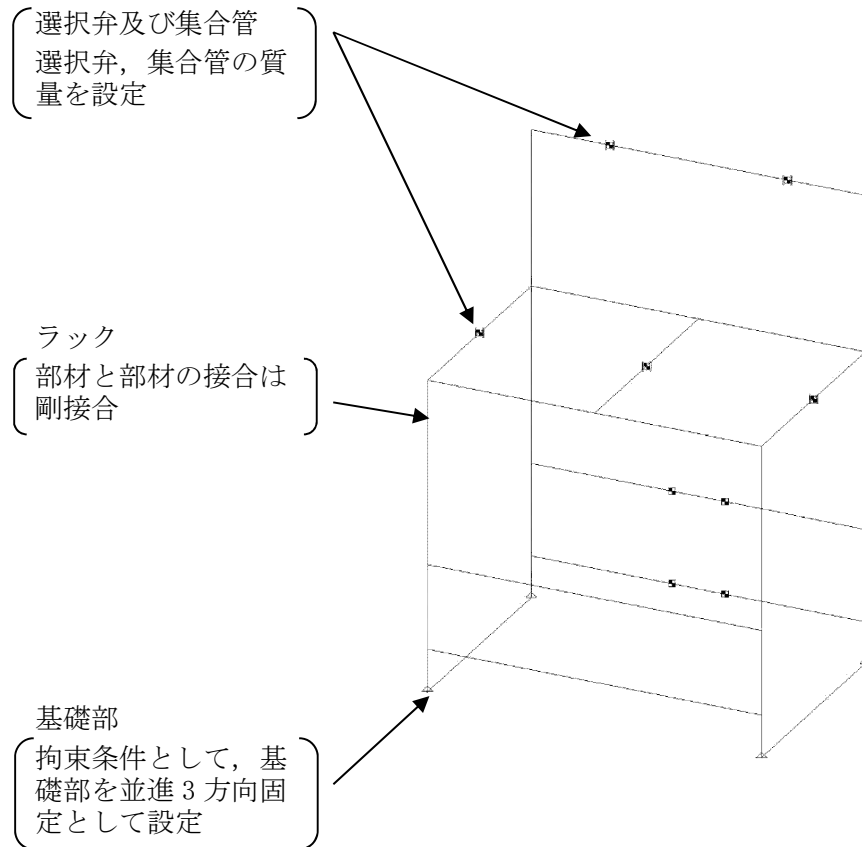 選択弁及び集合管
選択弁，集合管の質
量を設定
ラック
部材と部材の接合は
剛接合
基礎部
拘束条件として，基
礎部を並進 3 方向固
定として設定